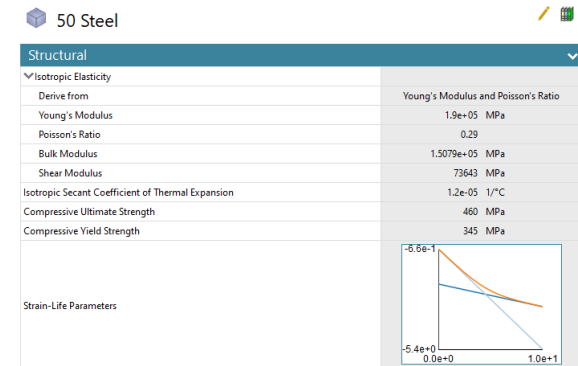 50 Steel
Structural
Isotropic Elasticity
Derive from Young's Modulus and Poisson's Ratio
Young's Modulus 1.9e+05 MPa
Poisson's Ratio 0.29
Bulk Modulus 1.5079e+05 MPa
Shear Modulus 73643 MPa
Isotropic Secant Coefficient of Thermal Expansion 1.2e-05 1/°C
Compressive Ultimate Strength 460 MPa
Compressive Yield Strength 345 MPa
-6.6e-1
Strain-Life Parameters
-5.4e+0
0.0e+0 1.0e+1